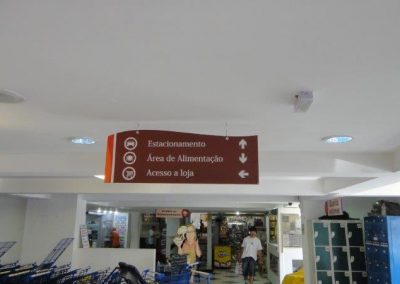 Estacionamento
Área de Alimentação
Acesso a loja